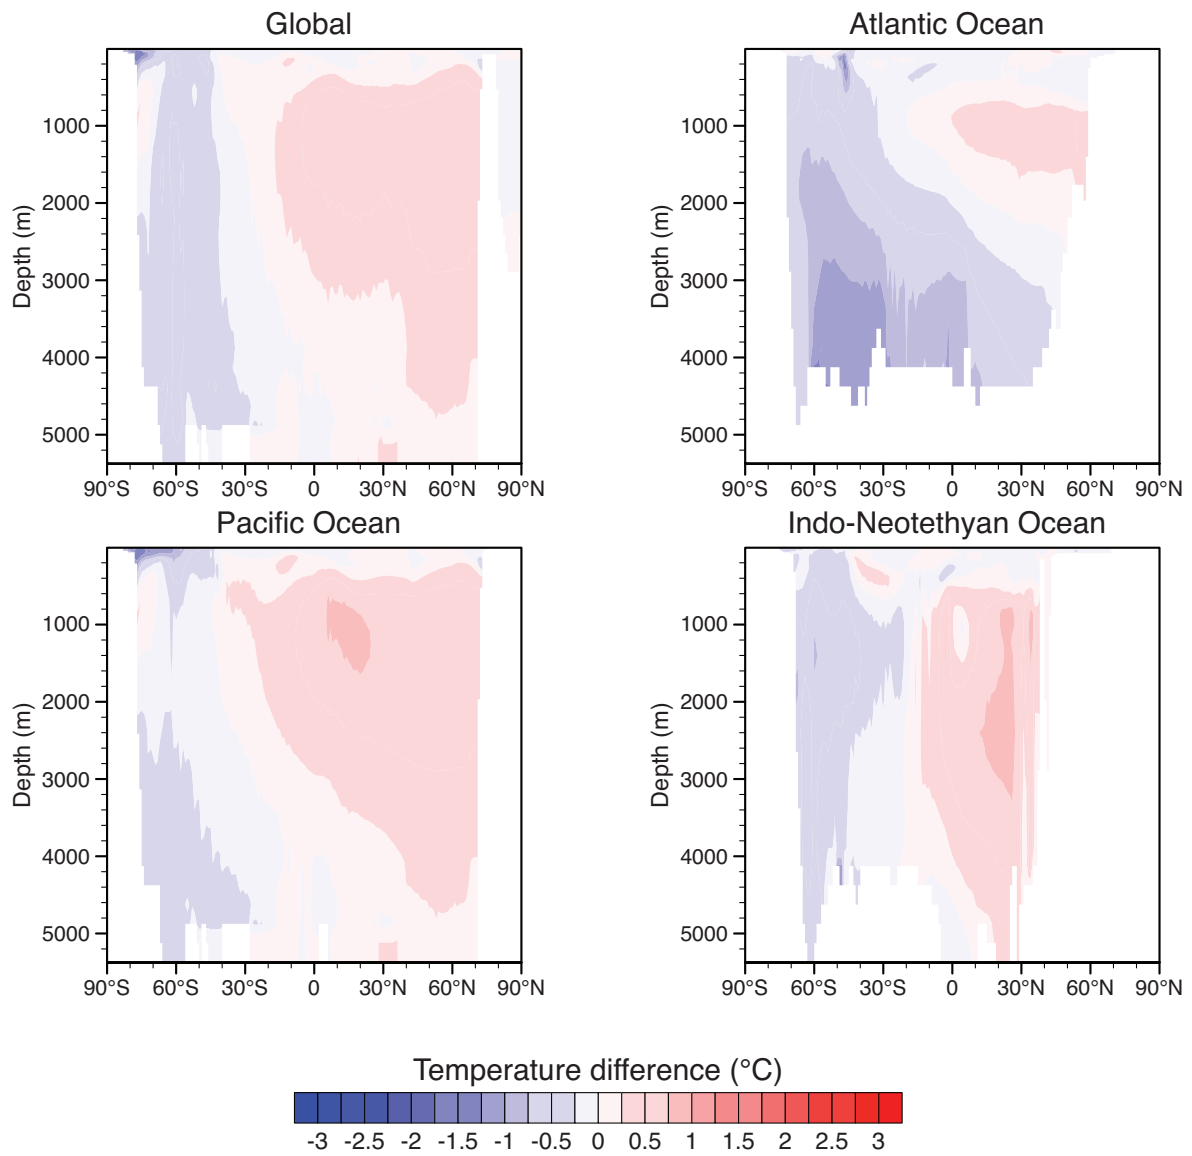 Global
Atlantic Ocean
Depth (m)
1000
2000
3000
4000
5000
90°S 60°S 30°S 0 30°N 60°N 90°N
Depth (m)
1000
2000
3000
4000
5000
90°S 60°S 30°S 0 30°N 60°N 90°N
Pacific Ocean
Indo-Neotethyan Ocean
Depth (m)
1000
2000
3000
4000
5000
90°S 60°S 30°S 0 30°N 60°N 90°N
Depth (m)
1000
2000
3000
4000
5000
90°S 60°S 30°S 0 30°N 60°N 90°N
Temperature difference (°C)
-3 -2.5 -2 -1.5 -1 -0.5 0 0.5 1 1.5 2 2.5 3